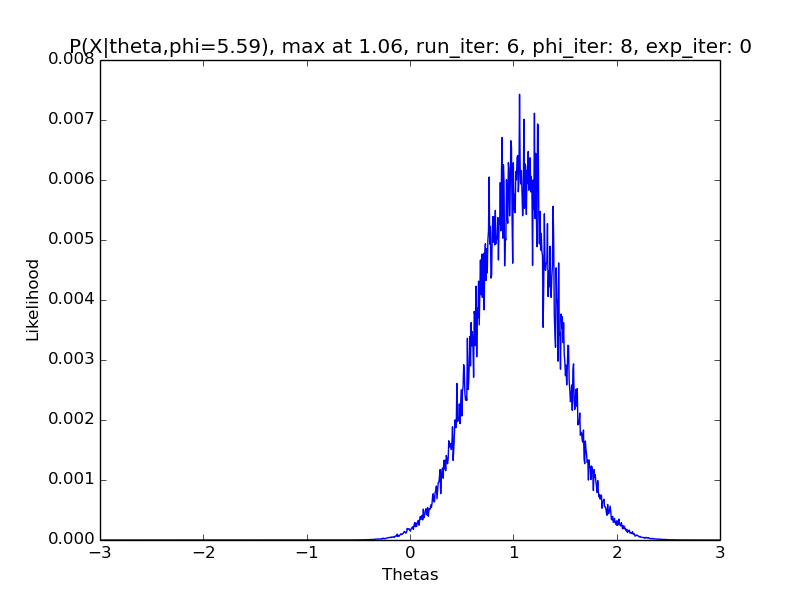 P(X|theta,phi=5.59), max at 1.06, run_iter: 6, phi_iter: 8, exp_iter: 0
0.008
0.007
0.006
0.005
0.004
0.003
0.002
0.001
0.000
Likelihood
−3 −2 −1 0 1 2 3
Thetas